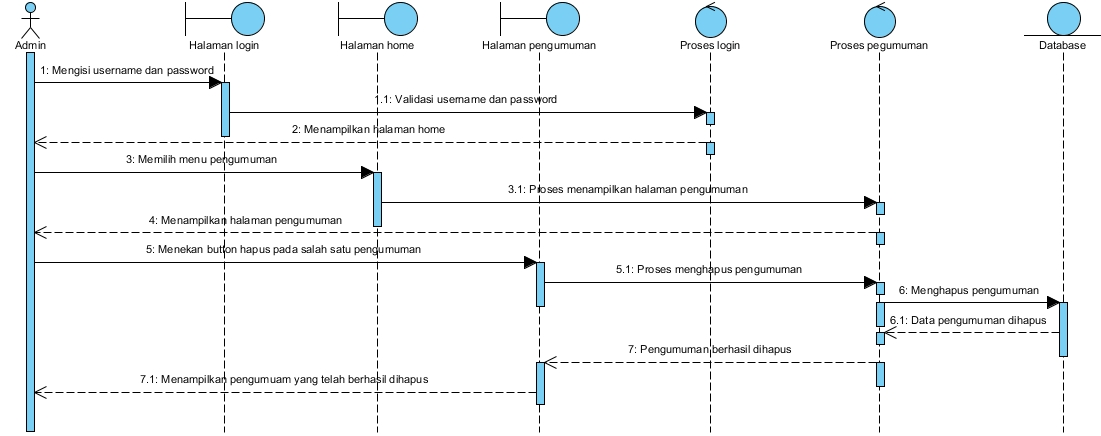 Admin
Halaman login
Halaman home
Halaman pengumuman
Proses login
Proses pegumuman
Database
1: Mengisi username dan password
1.1: Validasi username dan password
2: Menampilkan halaman home
3: Memilih menu pengumuman
3.1: Proses menampilkan halaman pengumuman
4: Menampilkan halaman pengumuman
5: Menekan button hapus pada salah satu pengumuman
5.1: Proses menghapus pengumuman
6: Menghapus pengumuman
6.1: Data pengumuman dihapus
7: Pengumuman berhasil dihapus
7.1: Menampilkan pengumuam yang telah berhasil dihapus